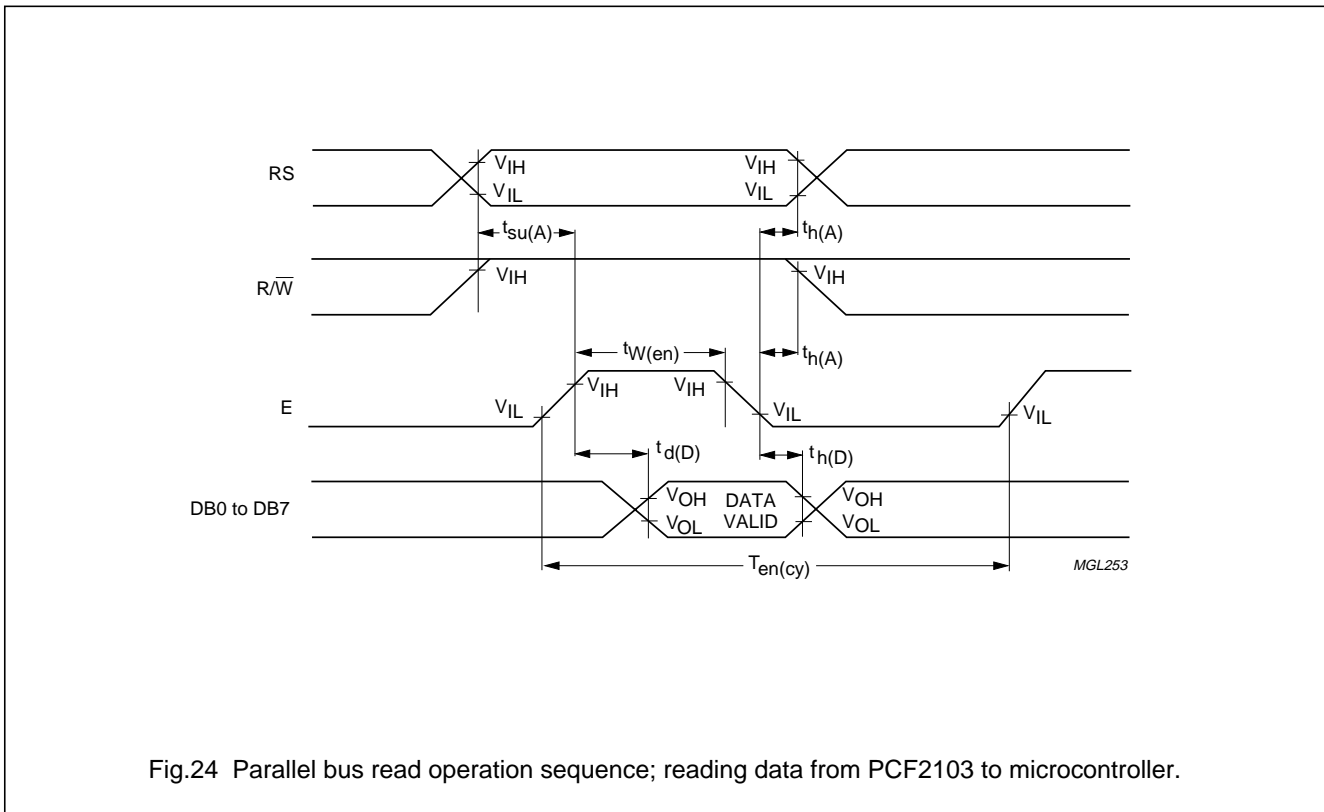 RS
VIH
VIL
VIH
VIL
tsu(A)
th(A)
R/W̅
VIH
VIH
tW(en)
th(A)
E
VIL
VIH
VIH
VIL
VIL
td(D)
th(D)
DB0 to DB7
VOH
VOL
DATA
VALID
VOH
VOL
Ten(cy)
MGL253
Fig.24 Parallel bus read operation sequence; reading data from PCF2103 to microcontroller.